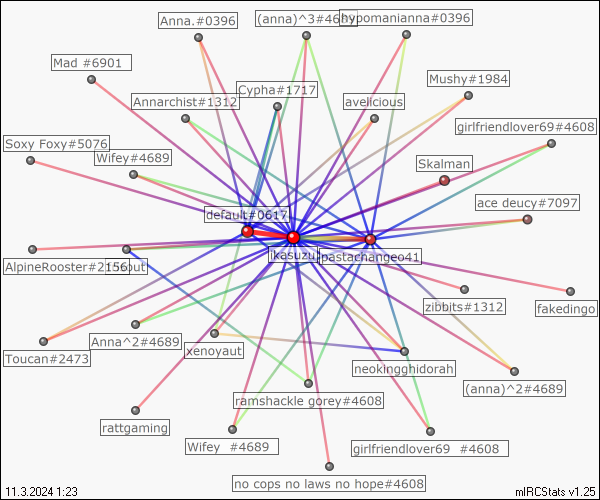 Anna.#0396
(anna)^3#4689
hypomanianna#0396
Mad #6901
Cypha#1717
Mushy#1984
Annarchist#1312
avelicious
girlfriendlover69#4608
Soxy Foxy#5076
Wifey#4689
Skalman
ace deucy#7097
default#0617
ikasuzu
pastachangeo41
AlpineRooster#2156
zibbits#1312
fakedingo
Anna^2#4689
Toucan#2473
xenoyaut
neokingghidorah
(anna)^2#4689
ramshackle gorey#4608
rattgaming
Wifey  #4689
girlfriendlover69  #4608
no cops no laws no hope#4608
11.3.2024 1:23
mIRCStats v1.25